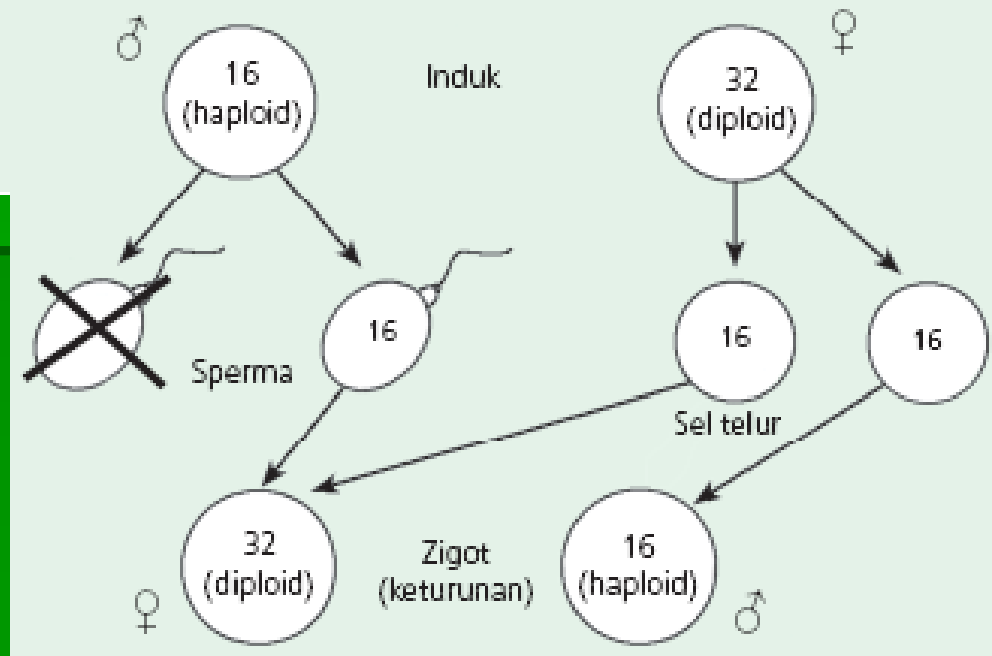 ♂
♀
16
(haploid)
Induk
32
(diploid)
16
Sperma
16
16
Sel telur
32
(diploid)
Zigot
(keturunan)
16
(haploid)
♀
♂